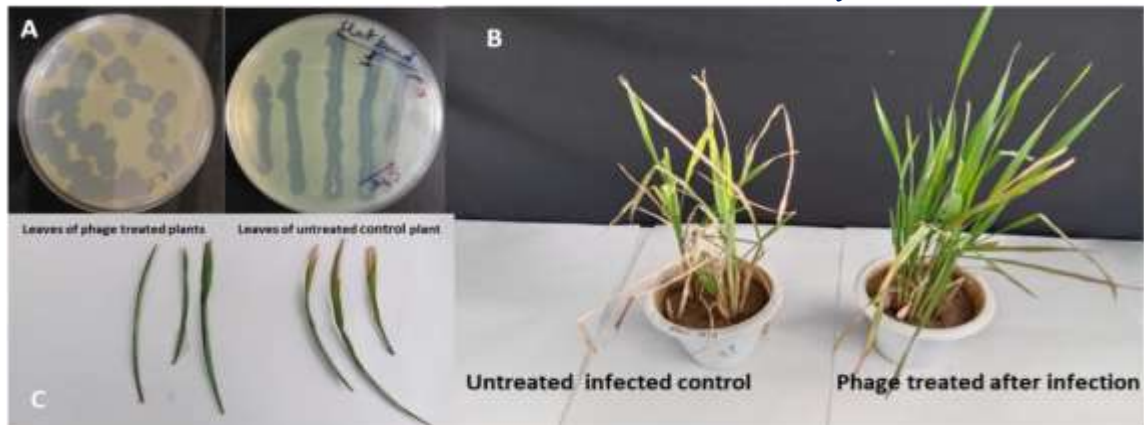 A
B
Leaves of phage treated plants
Leaves of untreated control plant
C
Untreated infected control
Phage treated after infection